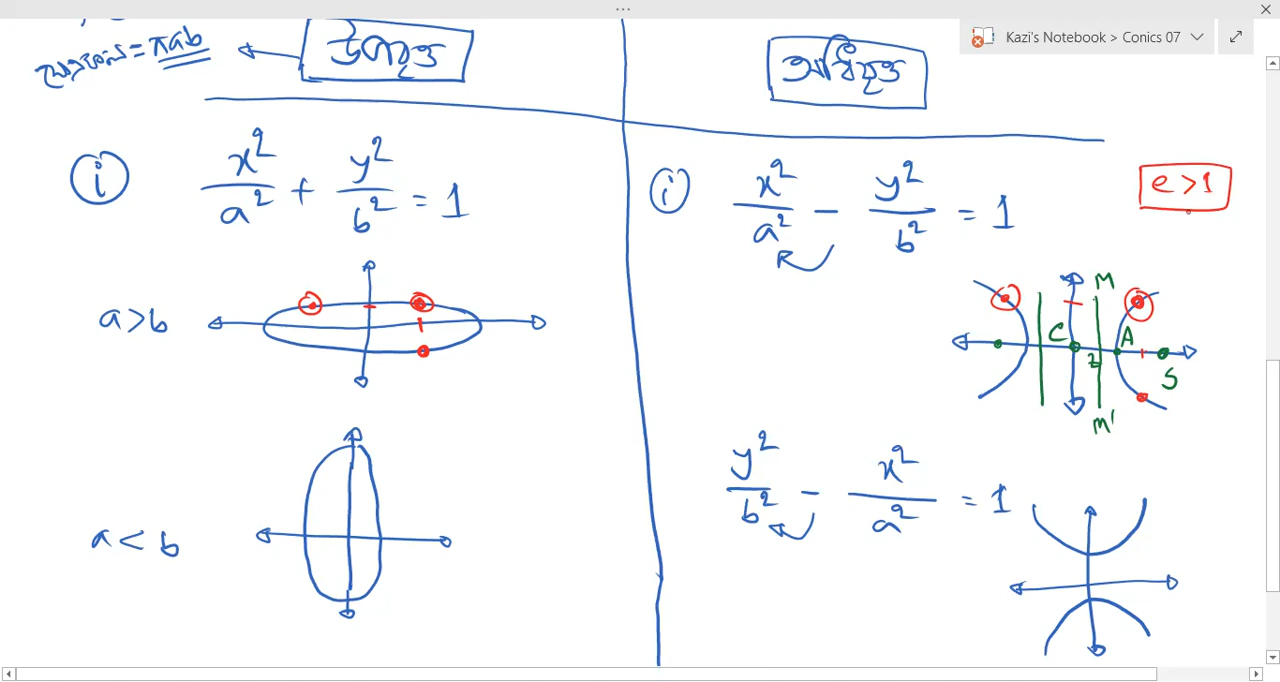 Kazi's Notebook > Conics 07
ক্ষেত্রফল = πab
উপবৃত্ত
অধিবৃত্ত
i x²/a² + y²/b² = 1
a > b
a < b
i x²/a² - y²/b² = 1
e > 1
M
C
Z
A
S
M'
y²/b² - x²/a² = 1